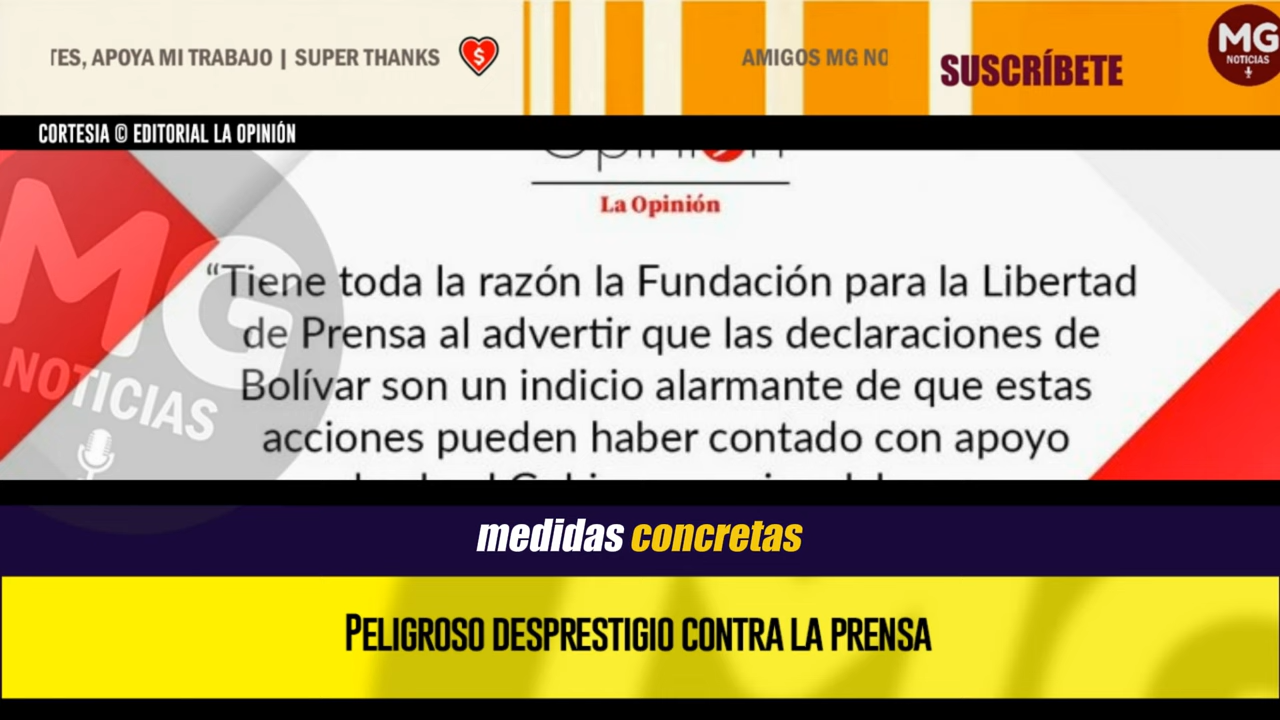 TES, APOYA MI TRABAJO | SUPER THANKS
AMIGOS MG NO
SUSCRÍBETE
MG
NOTICIAS
CORTESIA © EDITORIAL LA OPINIÓN
Opinión
La Opinión
MG
NOTICIAS
“Tiene toda la razón la Fundación para la Libertad
de Prensa al advertir que las declaraciones de
Bolívar son un indicio alarmante de que estas
acciones pueden haber contado con apoyo
medidas concretas
PELIGROSO DESPRESTIGIO CONTRA LA PRENSA